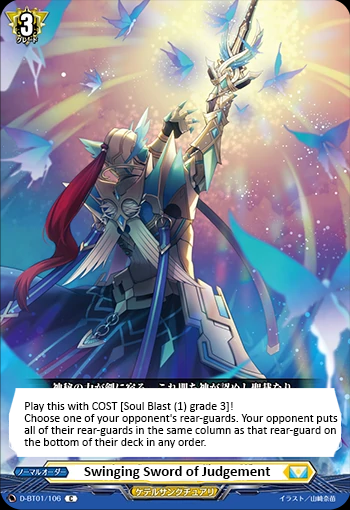 3
グレード
神秘の力が剣に宿る。これ即ち神が認めし聖裁なり。
Play this with COST [Soul Blast (1) grade 3]!
Choose one of your opponent's rear-guards. Your opponent puts
all of their rear-guards in the same column as that rear-guard on
the bottom of their deck in any order.
ノーマルオーダー
Swinging Sword of Judgement
D-BT01/106
C
ケテルサンクチュアリ
イラスト/山崎奈苗